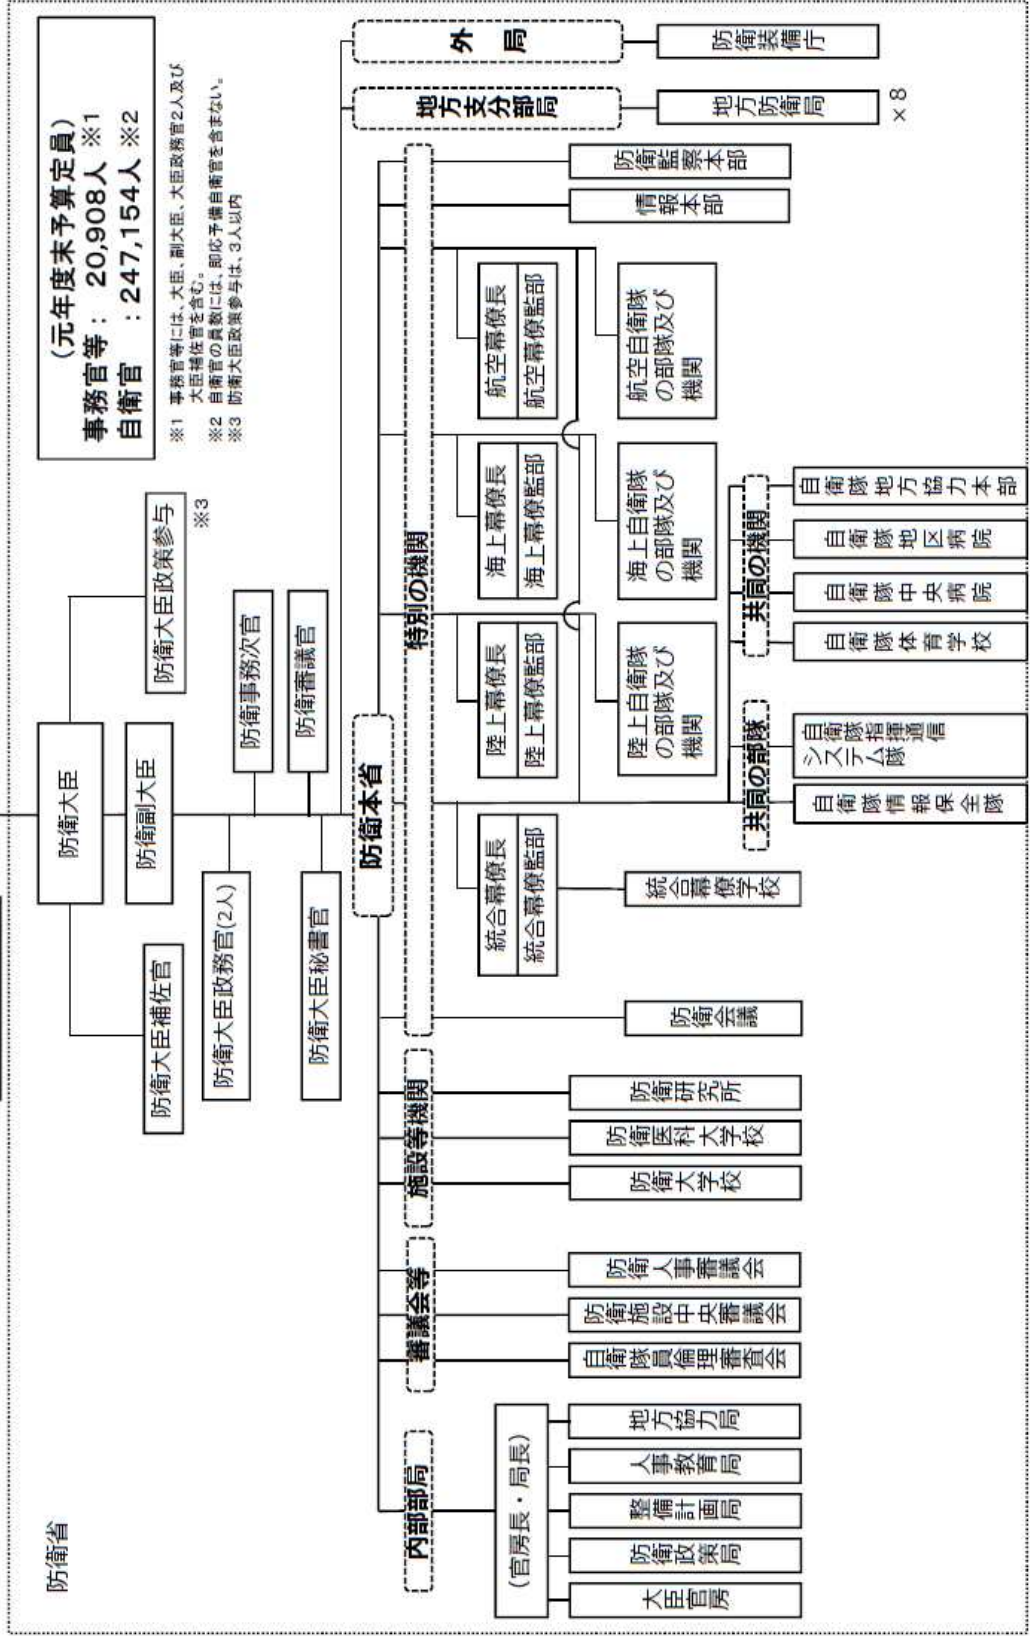 防衛省
防衛大臣
防衛大臣補佐官
防衛大臣政策参与
※3
防衛副大臣
防衛大臣政務官(2人)
防衛事務次官
防衛大臣秘書官
防衛審議官
(元年度末予算定員)
事務官等： 20,908人 ※1
自衛官 ：247,154人 ※2
※1 事務官等には、大臣、副大臣、大臣政務官2人及び
大臣補佐官を含む。
※2 自衛官の員数には、即応予備自衛官を含まない。
※3 防衛大臣政策参与は、3人以内
防衛本省
内部部局
(官房長・局長)
大臣官房
防衛政策局
整備計画局
人事教育局
地方協力局
審議会等
自衛隊員倫理審査会
防衛施設中央審議会
防衛人事審議会
施設等機関
防衛大学校
防衛医科大学校
防衛研究所
特別の機関
防衛会議
統合幕僚長
統合幕僚監部
統合幕僚学校
陸上幕僚長
陸上幕僚監部
陸上自衛隊
の部隊及び
機関
海上幕僚長
海上幕僚監部
海上自衛隊
の部隊及び
機関
航空幕僚長
航空幕僚監部
航空自衛隊
の部隊及び
機関
情報本部
防衛監察本部
共同の部隊
自衛隊情報保全隊
自衛隊指揮通信
システム隊
共同の機関
自衛隊体育学校
自衛隊中央病院
自衛隊地区病院
自衛隊地方協力本部
地方支分部局
地方防衛局
×8
外局
防衛装備庁